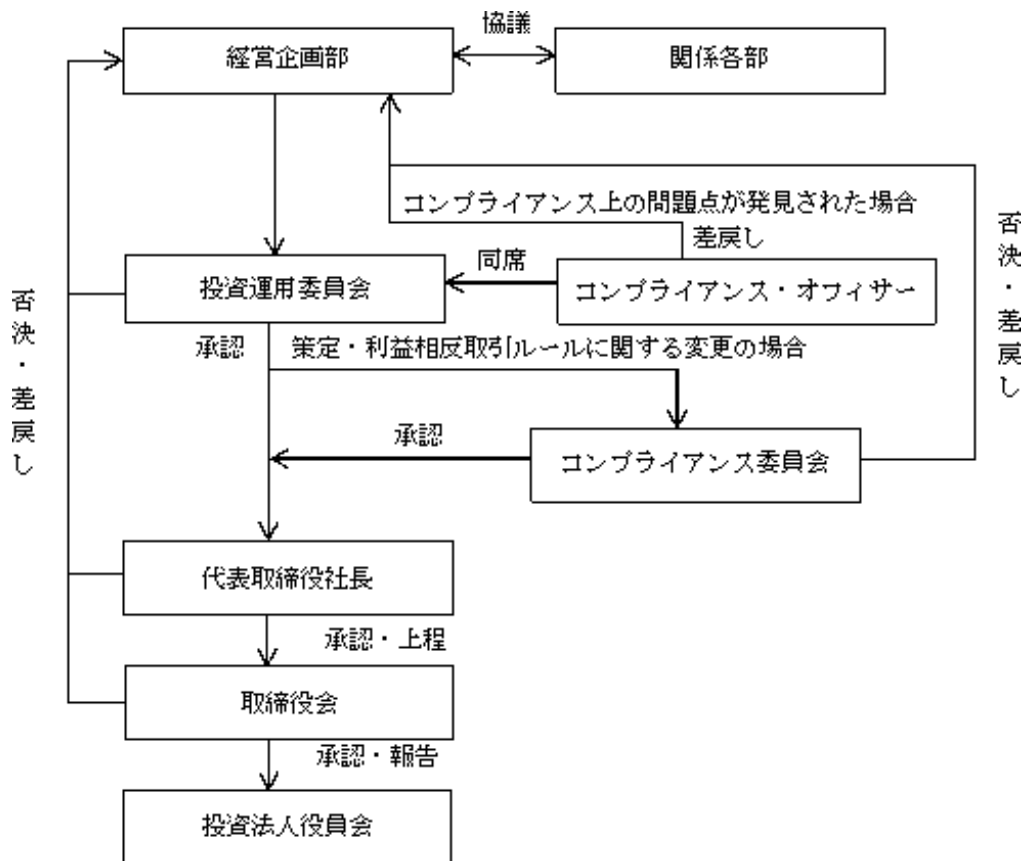 協議
経営企画部
関係各部
コンプライアンス上の問題点が発見された場合
差戻し
同席
投資運用委員会
コンプライアンス・オフィサー
否決・差戻し
否決・差戻し
承認
策定・利益相反取引ルールに関する変更の場合
承認
コンプライアンス委員会
代表取締役社長
承認・上程
取締役会
承認・報告
投資法人役員会